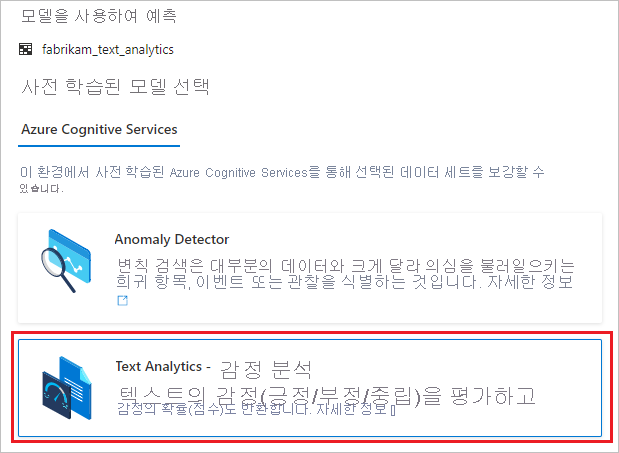 모델을 사용하여 예측
fabrikam_text_analytics
사전 학습된 모델 선택
Azure Cognitive Services
이 환경에서 사전 학습된 Azure Cognitive Services를 통해 선택된 데이터 세트를 보강할 수
있습니다.
Anomaly Detector
변칙 검색은 대부분의 데이터와 크게 달라 의심을 불러일으키는
희귀 항목, 이벤트 또는 관찰을 식별하는 것입니다. 자세한 정보
Text Analytics - 감정 분석
텍스트의 감정(긍정/부정/중립)을 평가하고
감정의 확률(점수)도 반환합니다. 자세한 정보